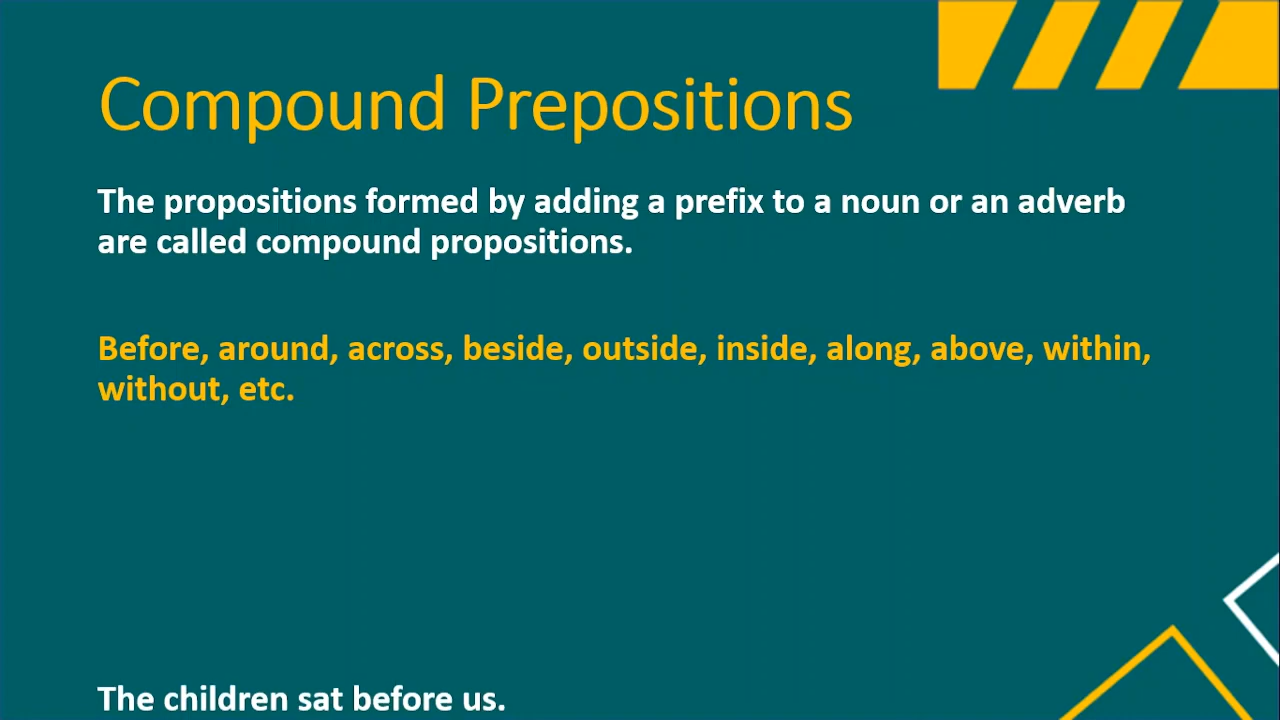 Compound Prepositions
The propositions formed by adding a prefix to a noun or an adverb
are called compound propositions.
Before, around, across, beside, outside, inside, along, above, within,
without, etc.
The children sat before us.